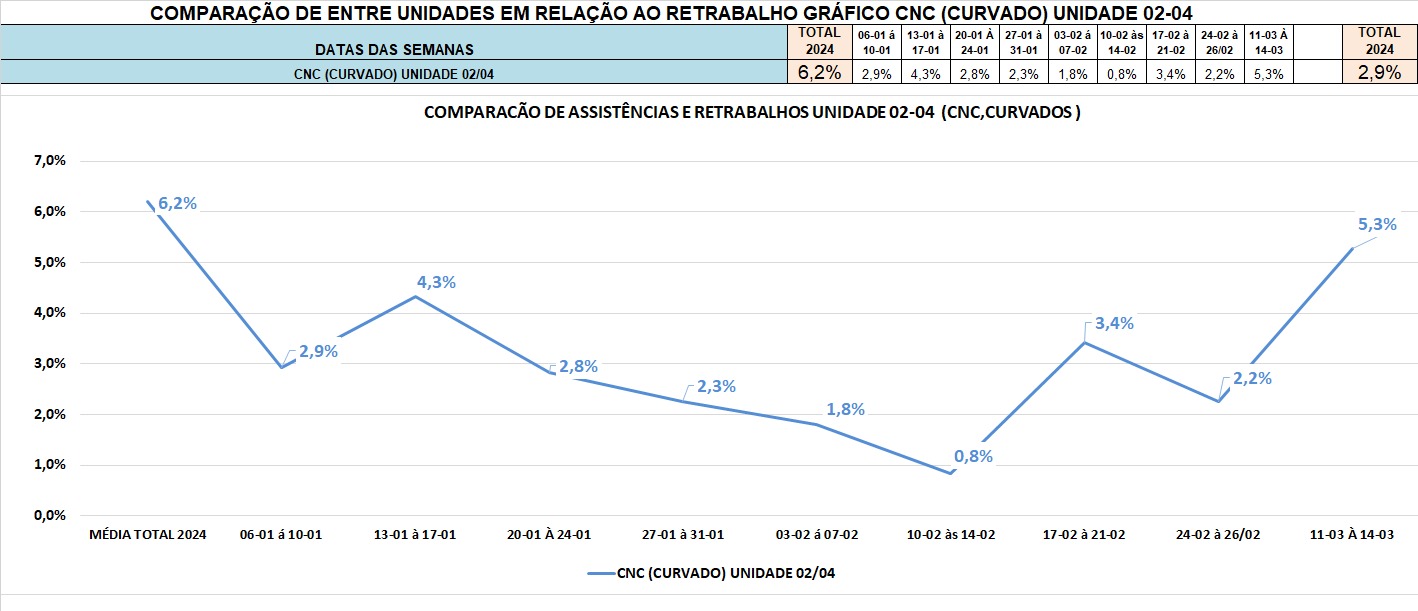 COMPARAÇÃO DE ENTRE UNIDADES EM RELAÇÃO AO RETRABALHO GRÁFICO CNC (CURVADO) UNIDADE 02-04
DATAS DAS SEMANAS
TOTAL
2024
06-01 á
10-01
13-01 à
17-01
20-01 À
24-01
27-01 à
31-01
03-02 á
07-02
10-02 às
14-02
17-02 à
21-02
24-02 à
26/02
11-03 À
14-03
TOTAL
2024
CNC (CURVADO) UNIDADE 02/04 6,2% 2,9% 4,3% 2,8% 2,3% 1,8% 0,8% 3,4% 2,2% 5,3% 2,9%
COMPARACÃO DE ASSISTÊNCIAS E RETRABALHOS UNIDADE 02-04 (CNC,CURVADOS )
7,0%
6,0%
5,0%
4,0%
3,0%
2,0%
1,0%
0,0%
6,2%
2,9%
4,3%
2,8%
2,3%
1,8%
0,8%
3,4%
2,2%
5,3%
MÉDIA TOTAL 2024 06-01 á 10-01 13-01 à 17-01 20-01 À 24-01 27-01 à 31-01 03-02 á 07-02 10-02 às 14-02 17-02 à 21-02 24-02 à 26/02 11-03 À 14-03
CNC (CURVADO) UNIDADE 02/04